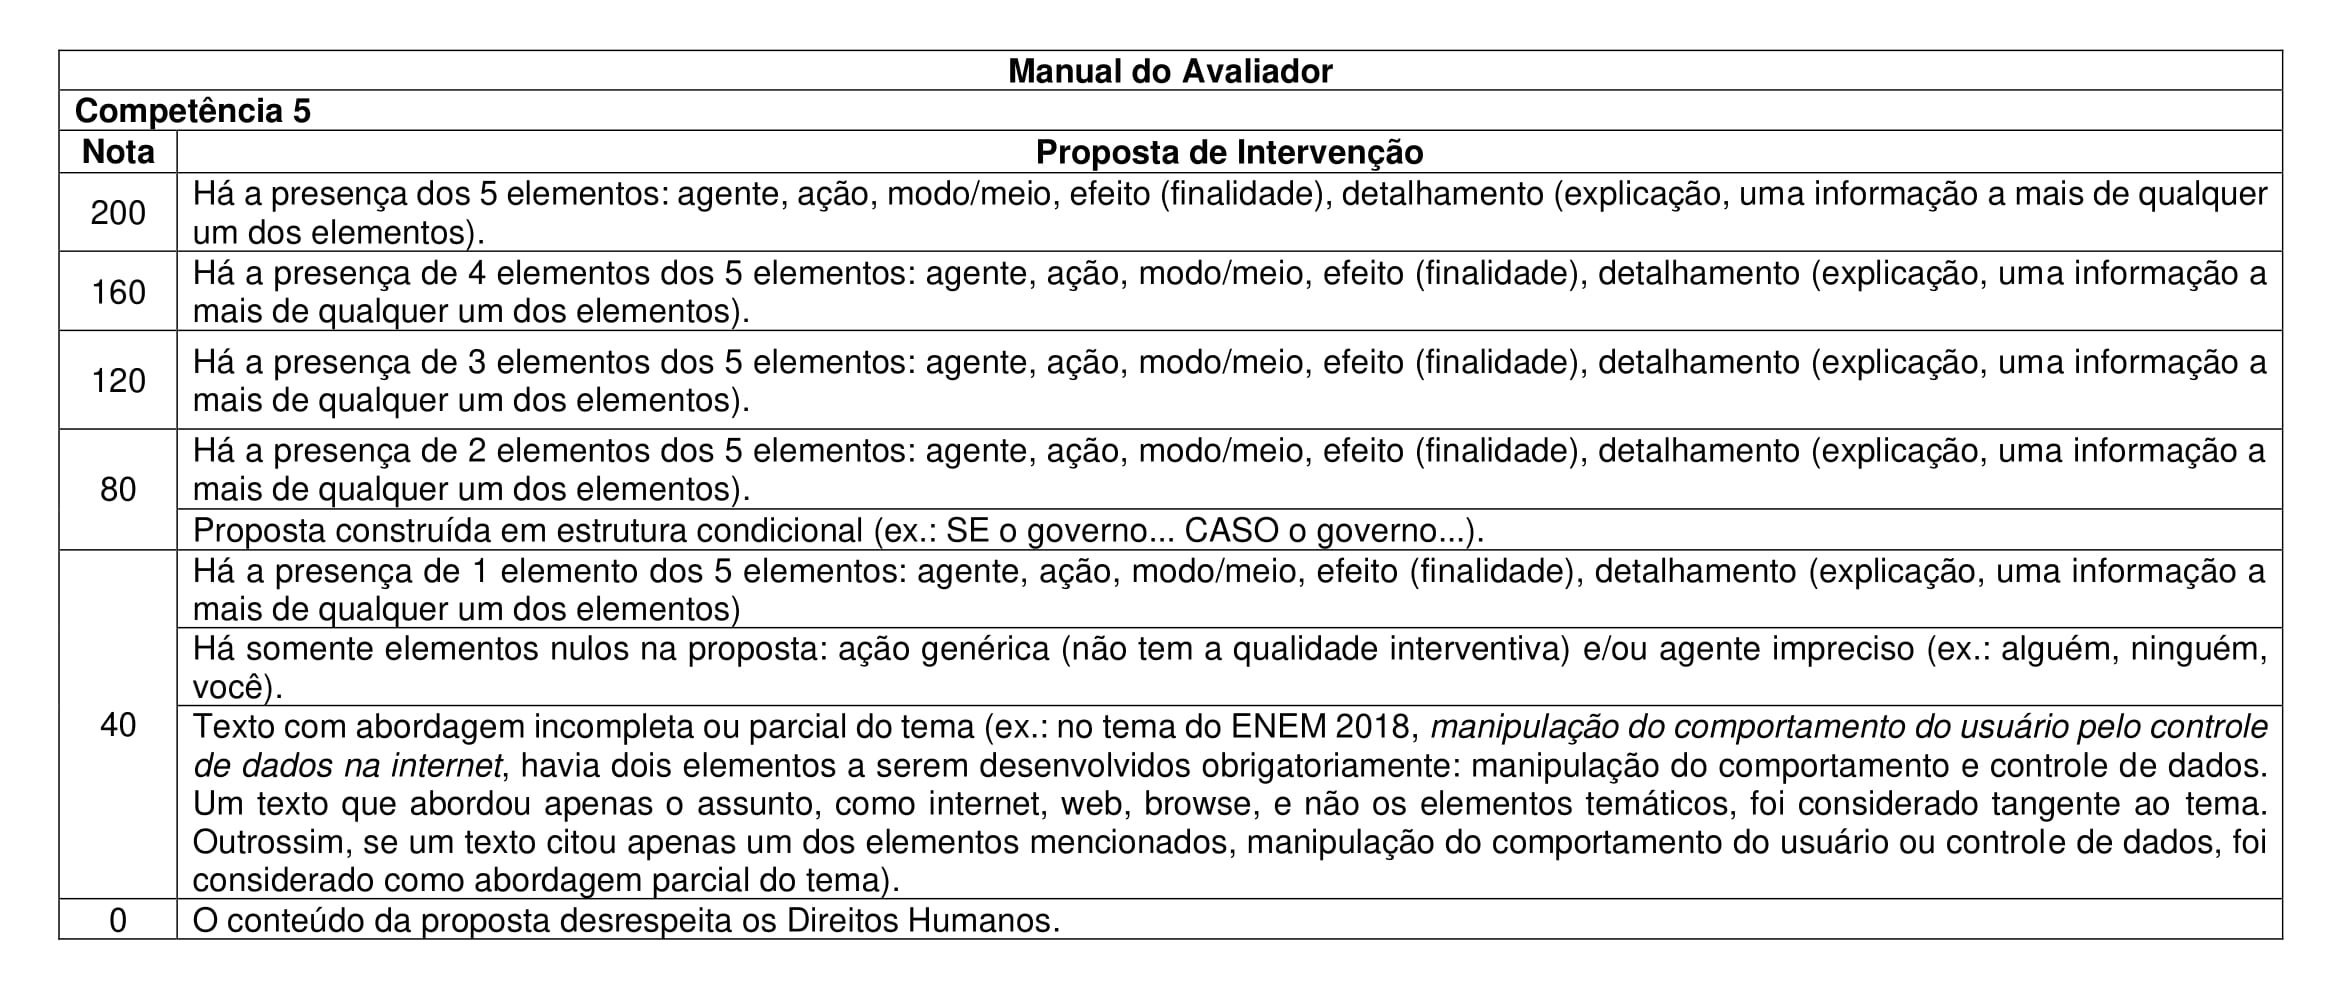 Manual do Avaliador
Competência 5
Nota Proposta de Intervenção
200 Há a presença dos 5 elementos: agente, ação, modo/meio, efeito (finalidade), detalhamento (explicação, uma informação a mais de qualquer
um dos elementos).
160 Há a presença de 4 elementos dos 5 elementos: agente, ação, modo/meio, efeito (finalidade), detalhamento (explicação, uma informação a
mais de qualquer um dos elementos).
120 Há a presença de 3 elementos dos 5 elementos: agente, ação, modo/meio, efeito (finalidade), detalhamento (explicação, uma informação a
mais de qualquer um dos elementos).
80 Há a presença de 2 elementos dos 5 elementos: agente, ação, modo/meio, efeito (finalidade), detalhamento (explicação, uma informação a
mais de qualquer um dos elementos).
Proposta construída em estrutura condicional (ex.: SE o governo... CASO o governo...).
40 Há a presença de 1 elemento dos 5 elementos: agente, ação, modo/meio, efeito (finalidade), detalhamento (explicação, uma informação a
mais de qualquer um dos elementos)
Há somente elementos nulos na proposta: ação genérica (não tem a qualidade interventiva) e/ou agente impreciso (ex.: alguém, ninguém,
você).
Texto com abordagem incompleta ou parcial do tema (ex.: no tema do ENEM 2018, manipulação do comportamento do usuário pelo controle
de dados na internet, havia dois elementos a serem desenvolvidos obrigatoriamente: manipulação do comportamento e controle de dados.
Um texto que abordou apenas o assunto, como internet, web, browse, e não os elementos temáticos, foi considerado tangente ao tema.
Outrossim, se um texto citou apenas um dos elementos mencionados, manipulação do comportamento do usuário ou controle de dados, foi
considerado como abordagem parcial do tema).
0 O conteúdo da proposta desrespeita os Direitos Humanos.